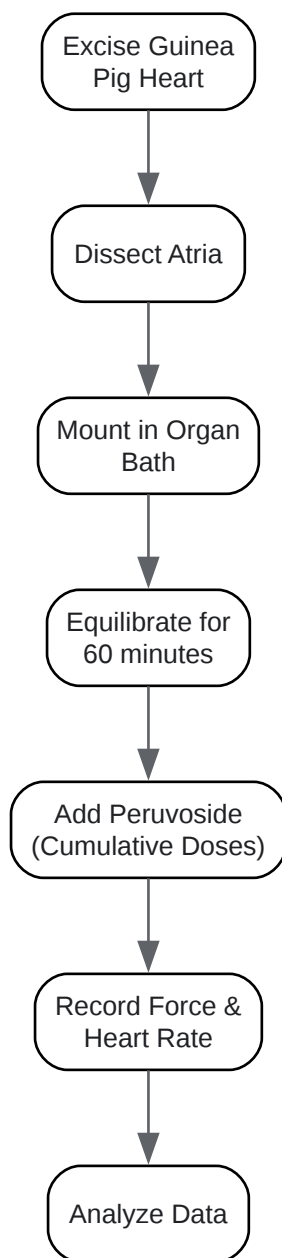 Excise Guinea
Pig Heart
Dissect Atria
Mount in Organ
Bath
Equilibrate for
60 minutes
Add Peruvoside
(Cumulative Doses)
Record Force &
Heart Rate
Analyze Data